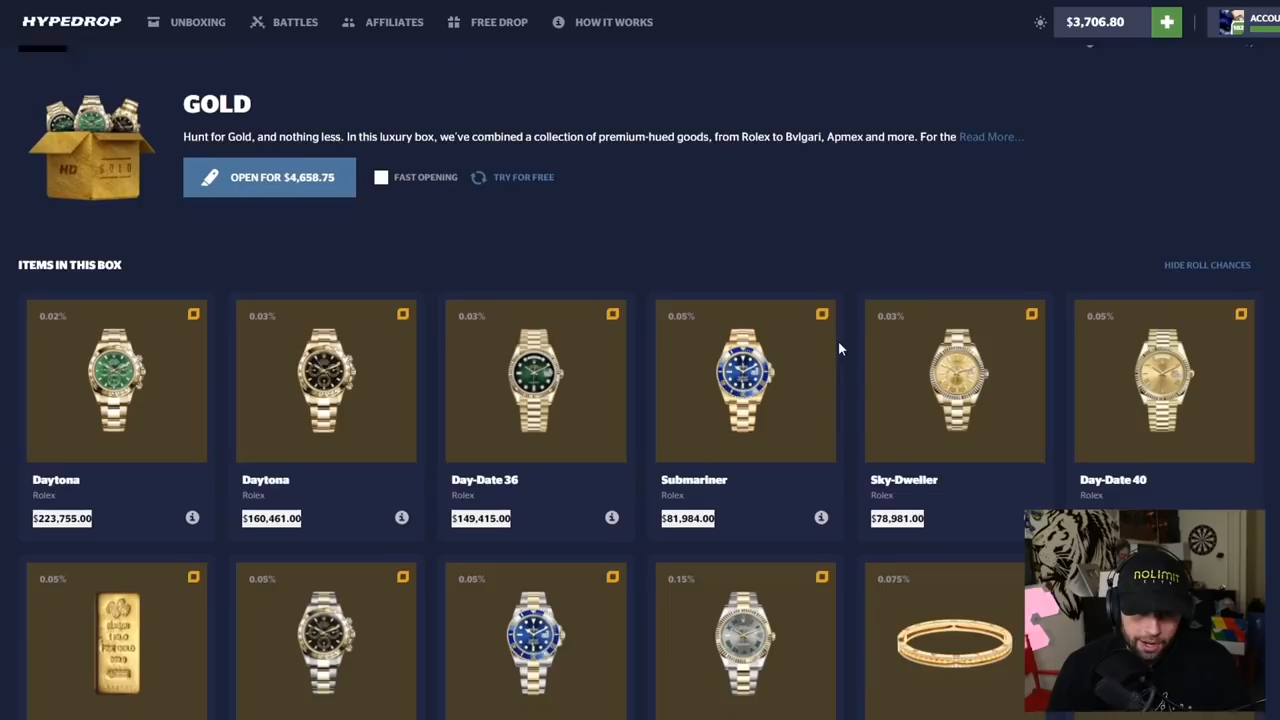 HYPEDROP
UNBOXING
BATTLES
AFFILIATES
FREE DROP
HOW IT WORKS
$3,706.80
ACCOU
GOLD
Hunt for Gold, and nothing less. In this luxury box, we've combined a collection of premium-hued goods, from Rolex to Bvlgari, Apmex and more. For the Read More...
OPEN FOR $4,658.75
FAST OPENING
TRY FOR FREE
HD GOLD
ITEMS IN THIS BOX
HIDE ROLL CHANCES
0.02%
0.03%
0.03%
0.05%
0.03%
0.05%
Daytona
Daytona
Day-Date 36
Submariner
Sky-Dweller
Day-Date 40
Rolex
Rolex
Rolex
Rolex
Rolex
Rolex
$223,755.00
$160,461.00
$149,415.00
$81,984.00
$78,981.00
0.05%
0.05%
0.05%
0.15%
0.075%
NOLIMIT